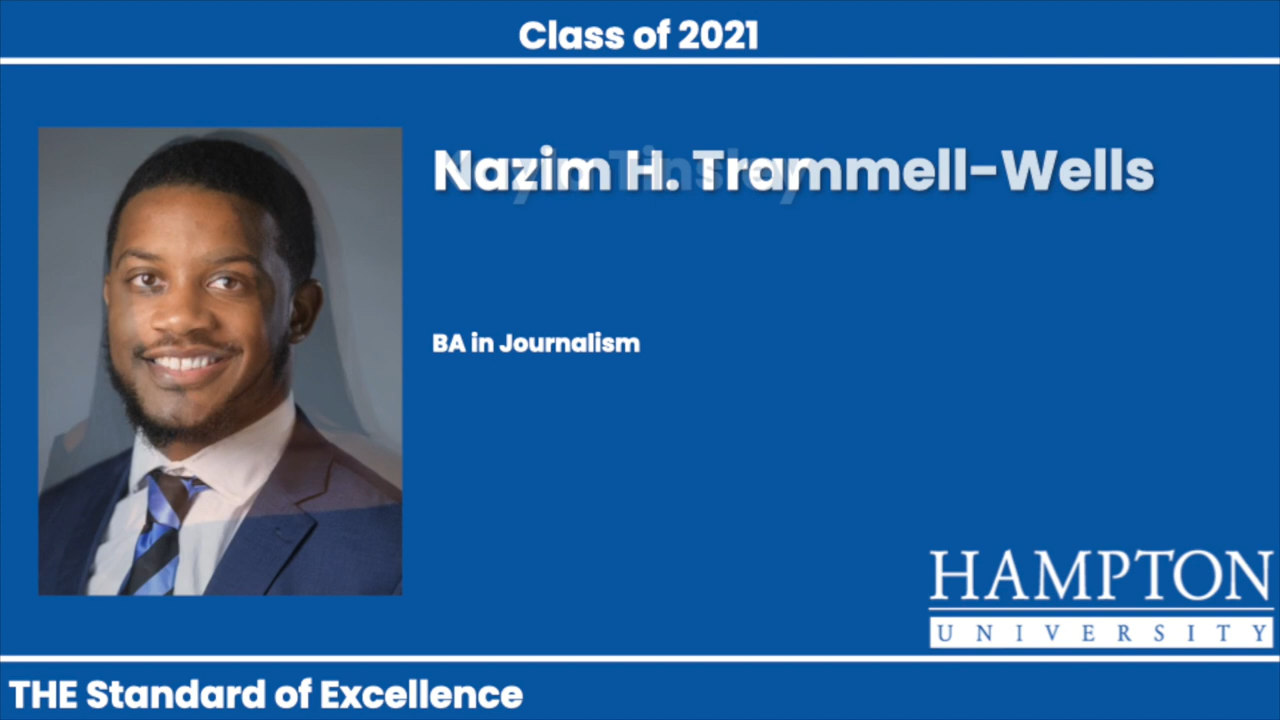 Class of 2021
Nazim H. Trammell-Wells
BA in Journalism
HAMPTON
UNIVERSITY
THE Standard of Excellence